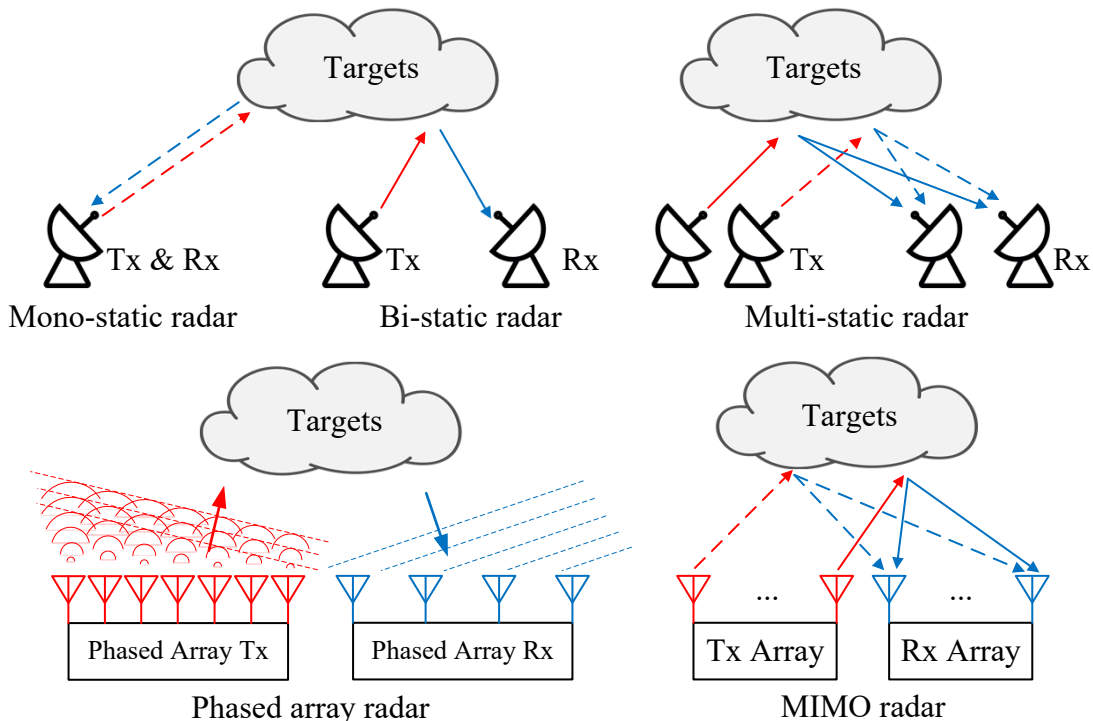 Targets
Targets
Tx & Rx
Tx
Rx
Tx
Rx
Mono-static radar
Bi-static radar
Multi-static radar
Targets
Targets
...
...
Phased Array Tx
Phased Array Rx
Tx Array
Rx Array
Phased array radar
MIMO radar